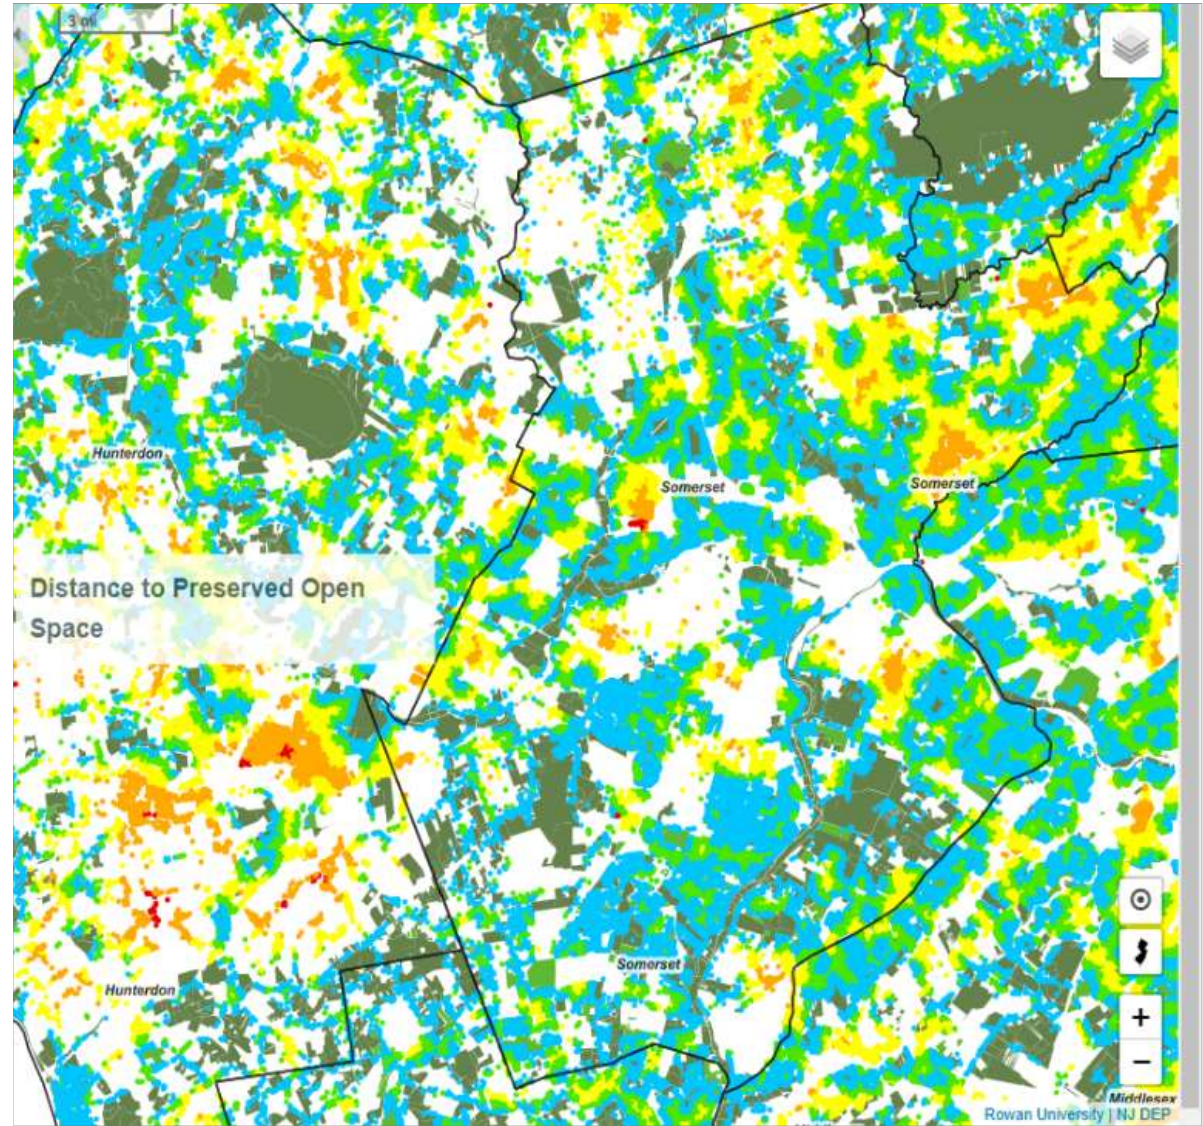 3 mi
Hunterdon
Somerset
Somerset
Distance to Preserved Open
Space
Somerset
Hunterdon
+
−
Middlesex
Rowan University | NJ DEP